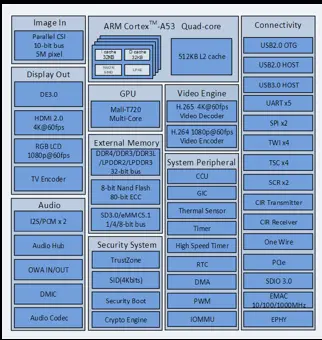 Image In
Parallel CSI
10-bit bus
5M pixel
Display Out
DE3.0
HDMI 2.0
4K@60fps
RGB LCD
1080p@60fps
TV Encoder
Audio
I2S/PCM x 2
Audio Hub
OWA IN/OUT
DMIC
Audio Codec
ARM Cortex™-A53 Quad-core
I cache
32KB
D cache
32KB
512KB L2 cache
GPU
Mali-T720
Multi-Core
External Memory
DDR4/DDR3/DDR3L
/LPDDR2/LPDDR3
32-bit bus
8-bit Nand Flash
80-bit ECC
SD3.0/eMMC5.1
1/4/8-bit bus
Security System
TrustZone
SID(4Kbits)
Security Boot
Crypto Engine
Video Engine
H.265 4K@60fps
Video Decoder
H.264 1080p@60fps
Video Encoder
System Peripheral
CCU
GIC
Thermal Sensor
Timer
High Speed Timer
RTC
DMA
PWM
IOMMU
Connectivity
USB2.0 OTG
USB2.0 HOST
USB3.0 HOST
UART x5
SPI x2
TWI x4
TSC x4
SCR x2
CIR Transmitter
CIR Receiver
One Wire
PCIe
SDIO 3.0
EMAC
10/100/1000MHz
EPHY